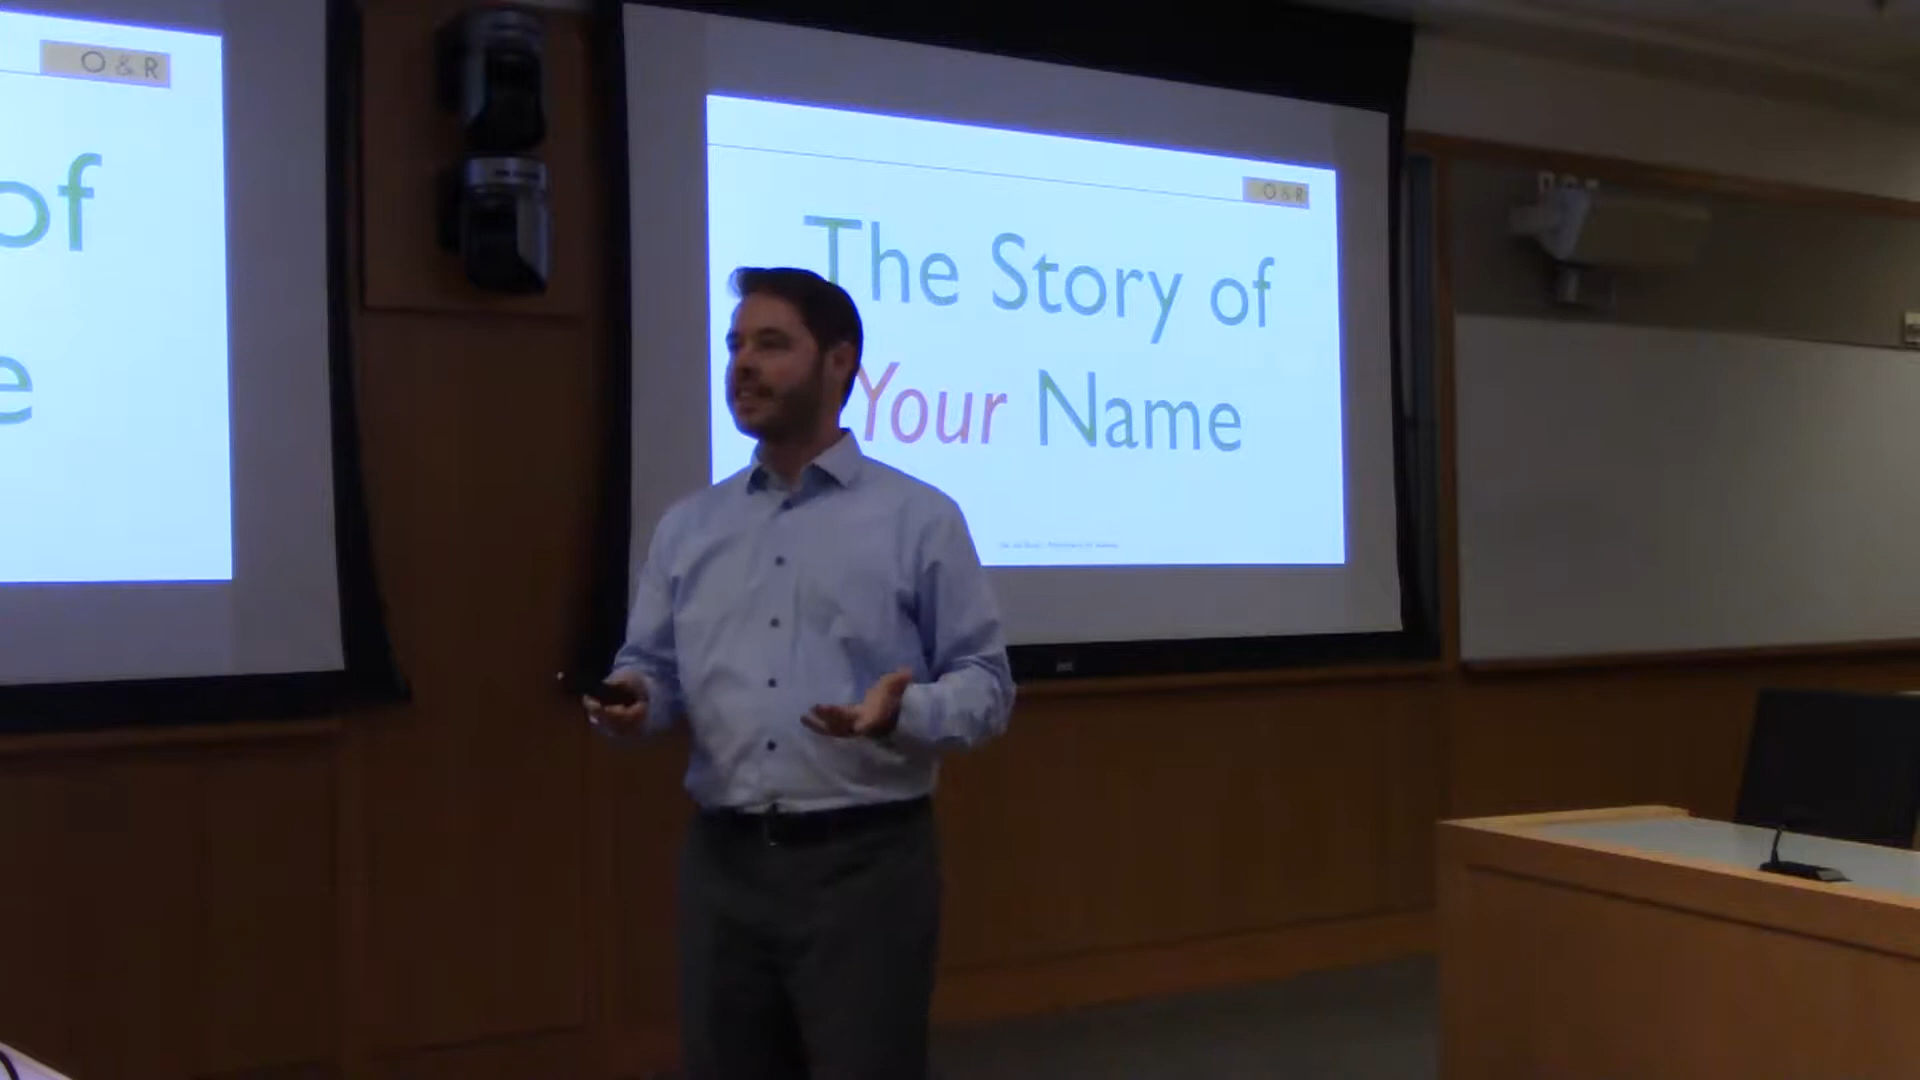 O & R
of
e
O & R
The Story of
Your Name